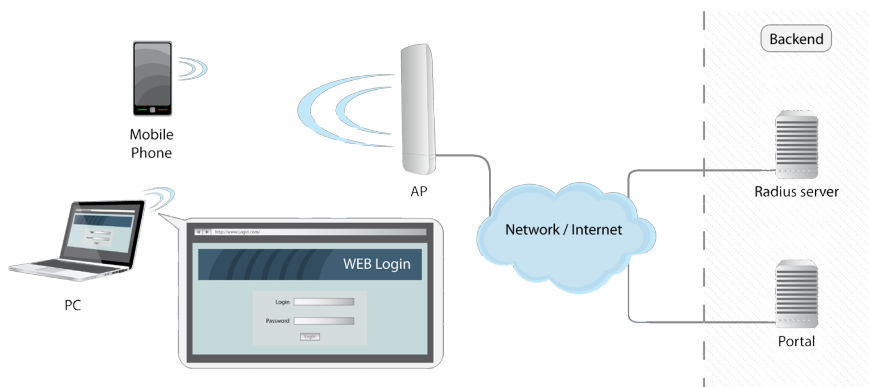 Backend
Mobile
Phone
AP
Radius server
Network / Internet
http://www.login.com/
WEB Login
Login
Password
Login
PC
Portal